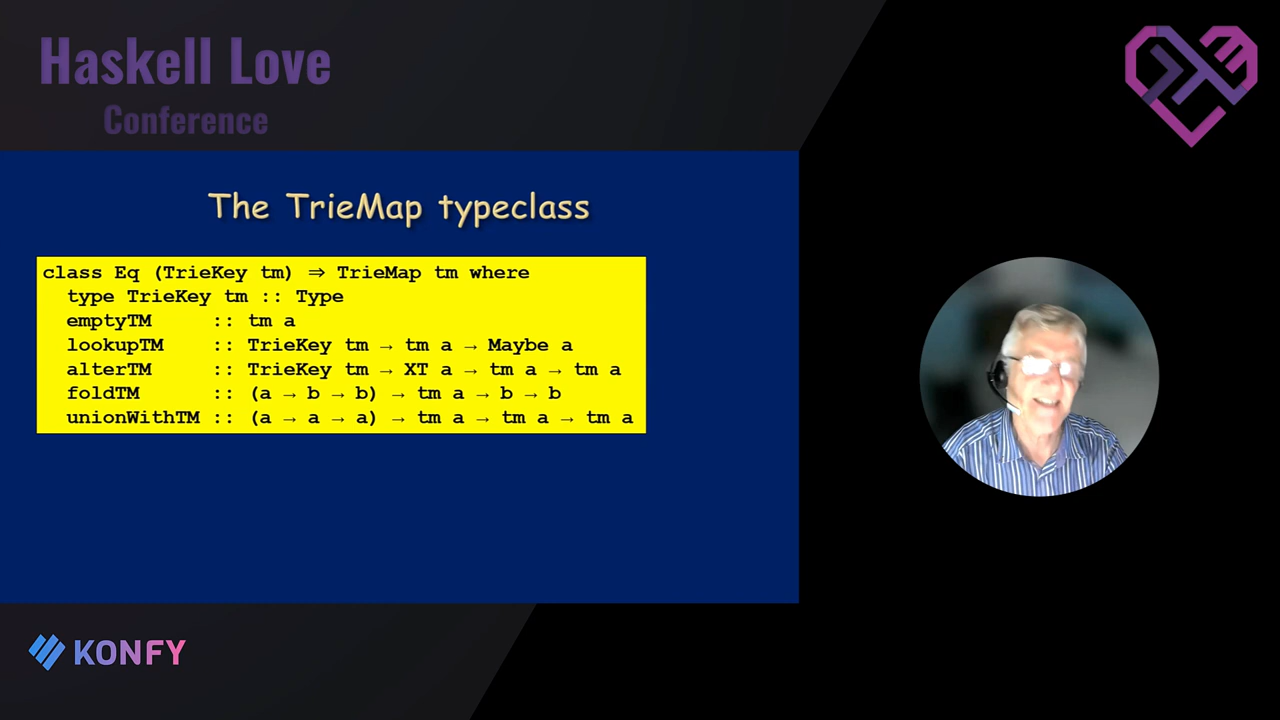 Haskell Love
Conference
The TrieMap typeclass
class Eq (TrieKey tm) ⇒ TrieMap tm where
  type TrieKey tm :: Type
  emptyTM     :: tm a
  lookupTM    :: TrieKey tm → tm a → Maybe a
  alterTM     :: TrieKey tm → XT a → tm a → tm a
  foldTM      :: (a → b → b) → tm a → b → b
  unionWithTM :: (a → a → a) → tm a → tm a → tm a
KONFY